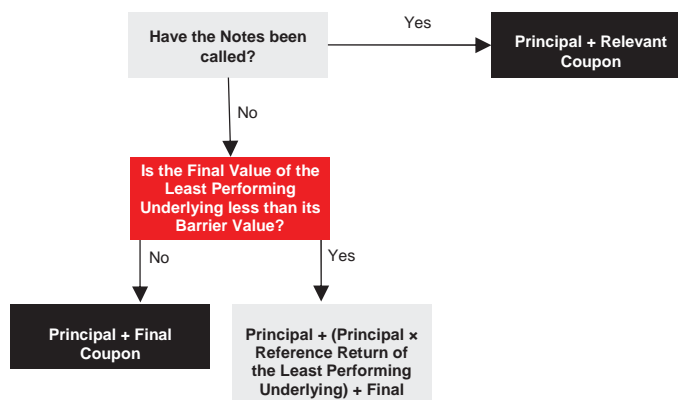 Have the Notes been
called?
Yes
Principal + Relevant
Coupon
No
Is the Final Value of the
Least Performing
Underlying less than its
Barrier Value?
No
Yes
Principal + Final
Coupon
Principal + (Principal ×
Reference Return of
the Least Performing
Underlying) + Final